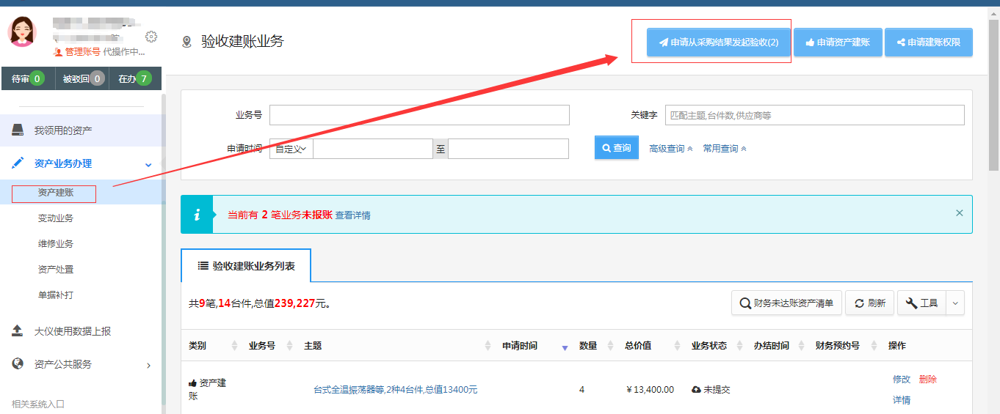 验收建账业务
申请从采购结果发起验收(2)
申请资产建账
申请建账权限
管理账号 代操作中...
待审 0 被驳回 0 在办 7
我领用的资产
资产业务办理
资产建账
变动业务
维修业务
资产处置
单据补打
大仪使用数据上报
资产公共服务
相关系统入口
业务号
关键字 匹配主题,台件数,供应商等
申请时间 自定义 至 查询 高级查询 常用查询
当前有 2 笔业务未报账 查看详情
验收建账业务列表
共9笔,14台件,总值239,227元。
财务未达账资产清单 刷新 工具
类别 业务号 主题 申请时间 数量 总价值 业务状态 办结时间 财务预约号 操作
资产建
账
台式全温振荡器等,2种4台件,总值13400元 4 ￥13,400.00 未提交
修改 删除
详情